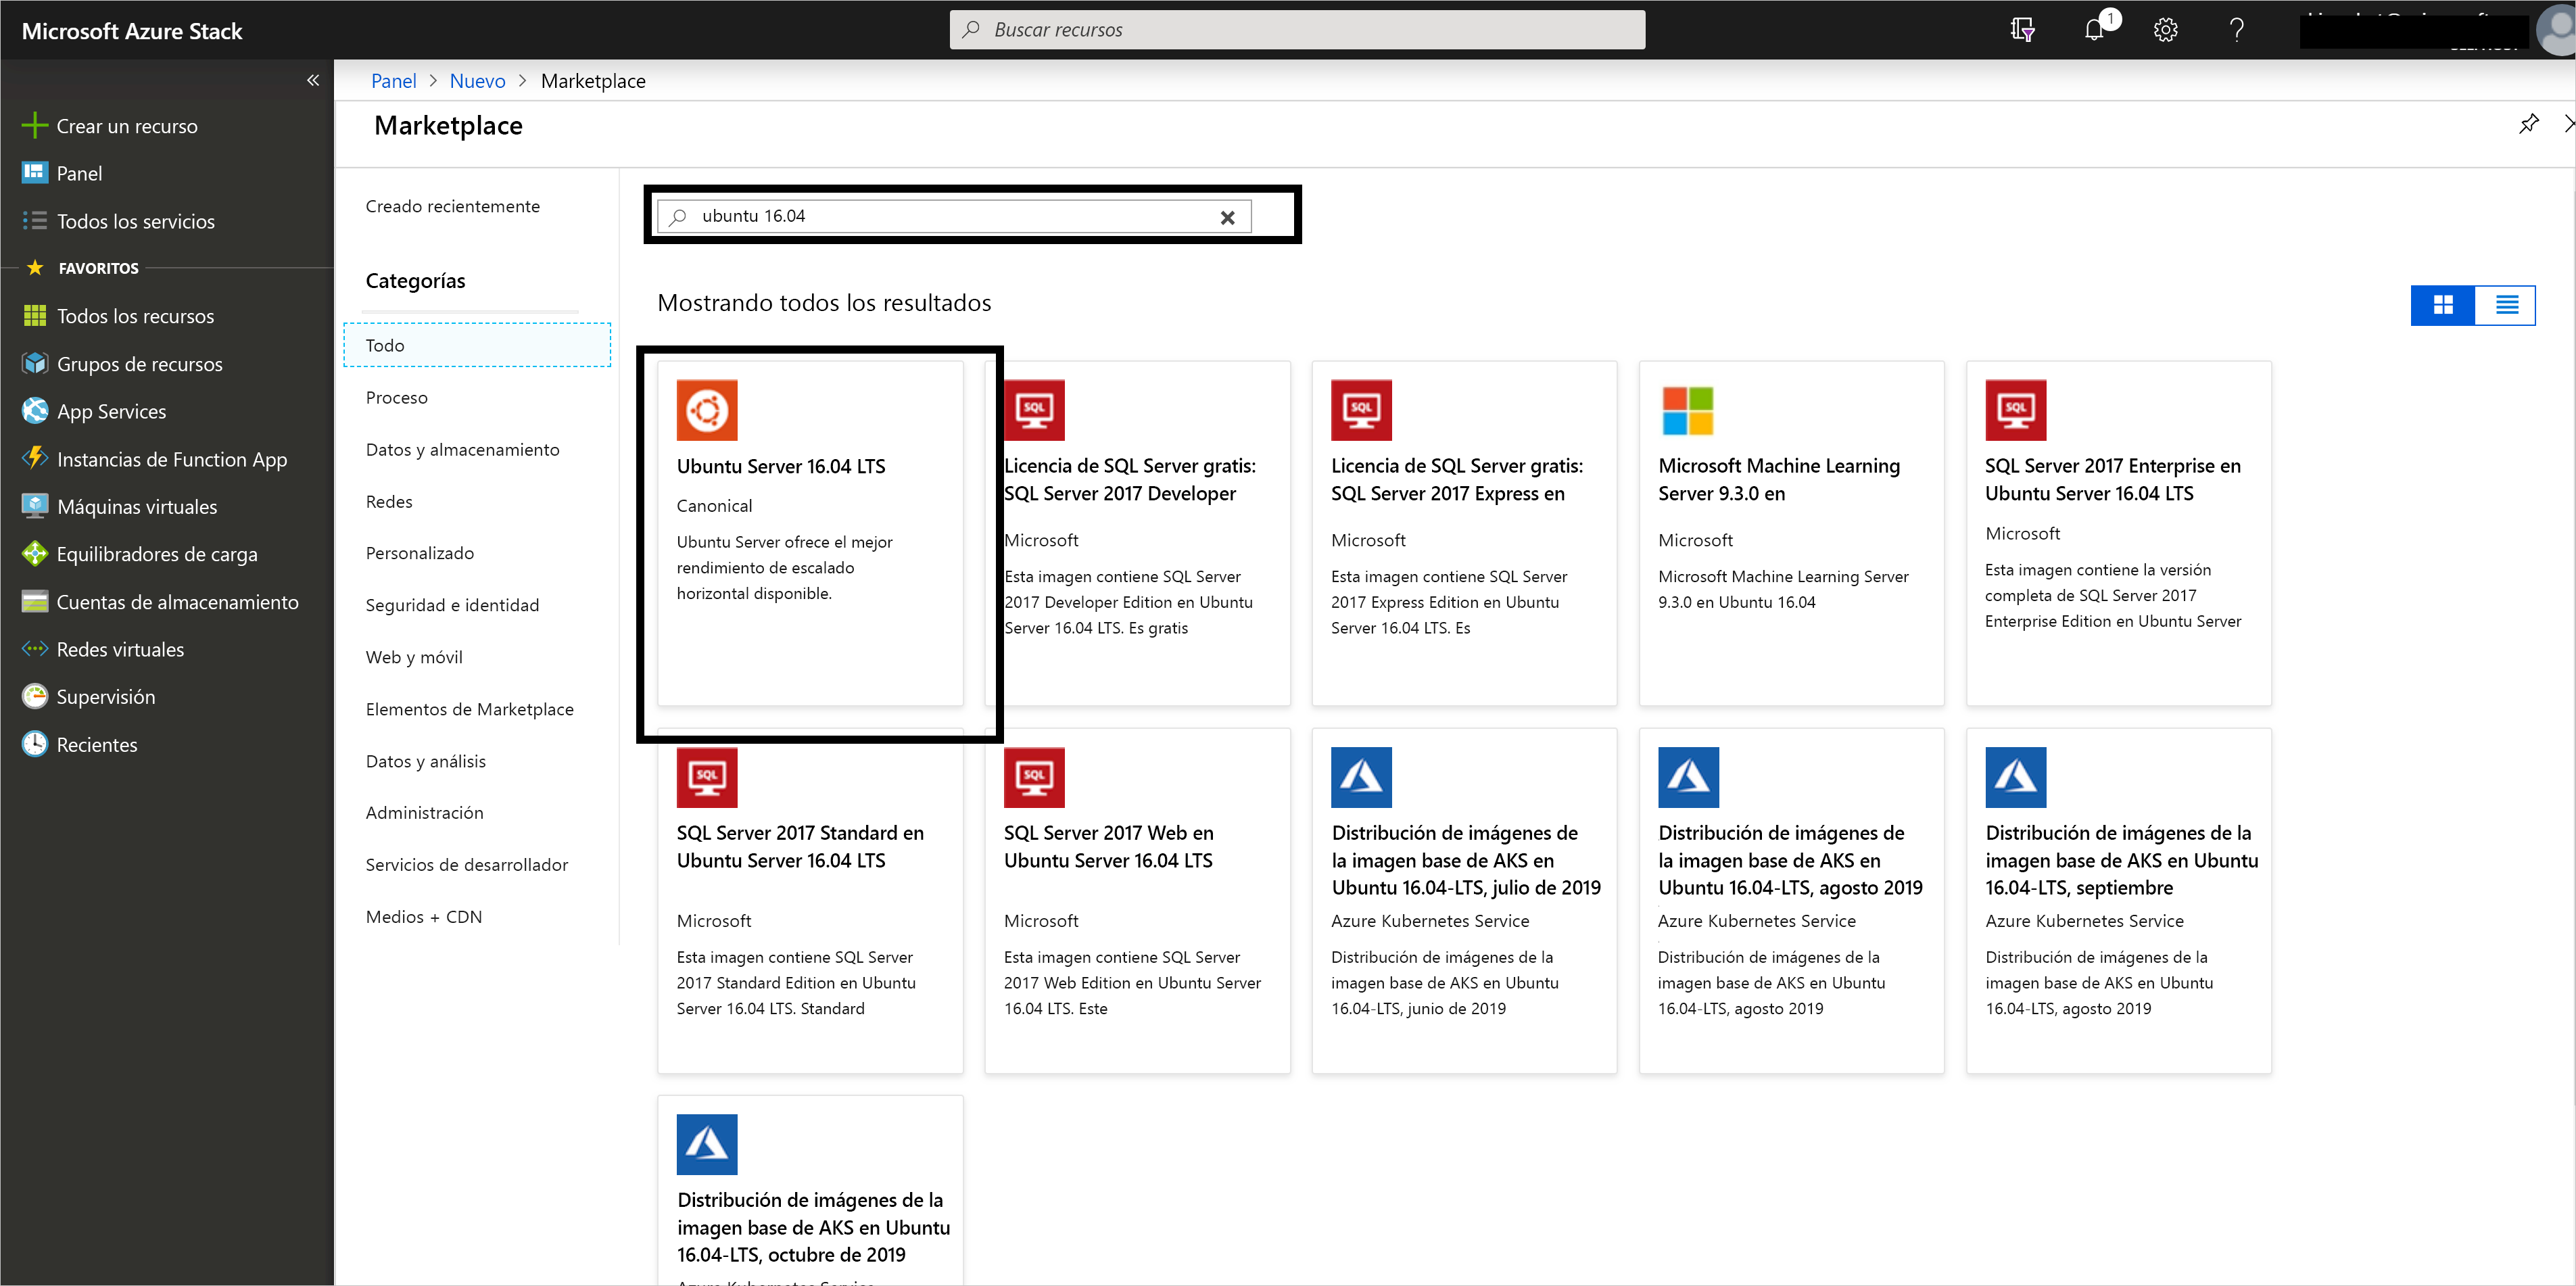 Microsoft Azure Stack
Buscar recursos
1
Panel > Nuevo > Marketplace
Marketplace
Crear un recurso
Panel
Todos los servicios
FAVORITOS
Todos los recursos
Grupos de recursos
App Services
Instancias de Function App
Máquinas virtuales
Equilibradores de carga
Cuentas de almacenamiento
Redes virtuales
Supervisión
Recientes
Creado recientemente
Categorías
Todo
Proceso
Datos y almacenamiento
Redes
Personalizado
Seguridad e identidad
Web y móvil
Elementos de Marketplace
Datos y análisis
Administración
Servicios de desarrollador
Medios + CDN
ubuntu 16.04
Mostrando todos los resultados
Ubuntu Server 16.04 LTS
Canonical
Ubuntu Server ofrece el mejor
rendimiento de escalado
horizontal disponible.
SQL
Licencia de SQL Server gratis:
SQL Server 2017 Developer
Microsoft
Esta imagen contiene SQL Server
2017 Developer Edition en Ubuntu
Server 16.04 LTS. Es gratis
SQL
Licencia de SQL Server gratis:
SQL Server 2017 Express en
Microsoft
Esta imagen contiene SQL Server
2017 Express Edition en Ubuntu
Server 16.04 LTS. Es
Microsoft Machine Learning
Server 9.3.0 en
Microsoft
Microsoft Machine Learning Server
9.3.0 en Ubuntu 16.04
SQL
SQL Server 2017 Enterprise en
Ubuntu Server 16.04 LTS
Microsoft
Esta imagen contiene la versión
completa de SQL Server 2017
Enterprise Edition en Ubuntu Server
SQL
SQL Server 2017 Standard en
Ubuntu Server 16.04 LTS
Microsoft
Esta imagen contiene SQL Server
2017 Standard Edition en Ubuntu
Server 16.04 LTS. Standard
SQL
SQL Server 2017 Web en
Ubuntu Server 16.04 LTS
Microsoft
Esta imagen contiene SQL Server
2017 Web Edition en Ubuntu Server
16.04 LTS. Este
Distribución de imágenes de
la imagen base de AKS en
Ubuntu 16.04-LTS, julio de 2019
Azure Kubernetes Service
Distribución de imágenes de la
imagen base de AKS en Ubuntu
16.04-LTS, junio de 2019
Distribución de imágenes de
la imagen base de AKS en
Ubuntu 16.04-LTS, agosto 2019
Azure Kubernetes Service
Distribución de imágenes de la
imagen base de AKS en Ubuntu
16.04-LTS, agosto 2019
Distribución de imágenes de la
imagen base de AKS en Ubuntu
16.04-LTS, septiembre
Azure Kubernetes Service
Distribución de imágenes de la
imagen base de AKS en Ubuntu
16.04-LTS, agosto 2019
Distribución de imágenes de la
imagen base de AKS en Ubuntu
16.04-LTS, octubre de 2019
Azure Kubernetes Service